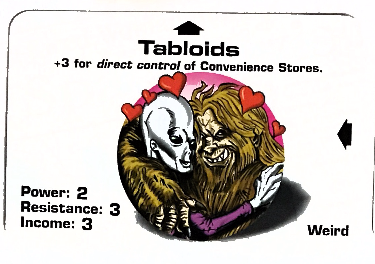 Tabloids
+3 for direct control of Convenience Stores.
Power: 2
Resistance: 3
Income: 3
Weird